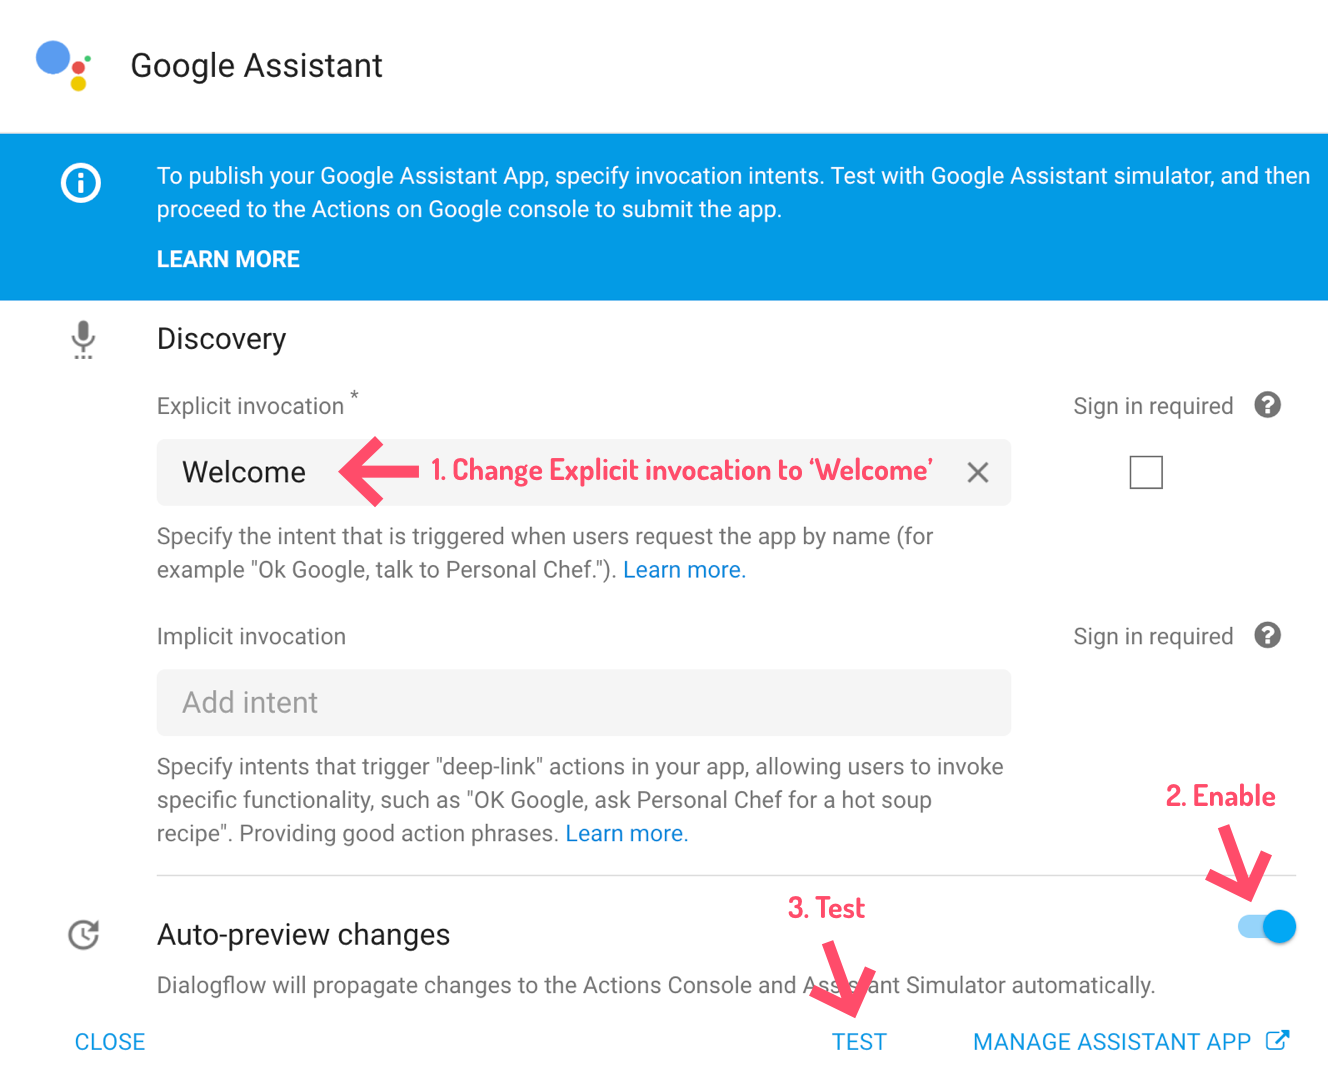 Google Assistant
To publish your Google Assistant App, specify invocation intents. Test with Google Assistant simulator, and then
proceed to the Actions on Google console to submit the app.
LEARN MORE
Discovery
Explicit invocation *
Sign in required ?
Welcome
1. Change Explicit invocation to ‘Welcome’
Specify the intent that is triggered when users request the app by name (for
example "Ok Google, talk to Personal Chef."). Learn more.
Implicit invocation
Sign in required ?
Add intent
Specify intents that trigger "deep-link" actions in your app, allowing users to invoke
specific functionality, such as "OK Google, ask Personal Chef for a hot soup
recipe". Providing good action phrases. Learn more.
2. Enable
3. Test
Auto-preview changes
Dialogflow will propagate changes to the Actions Console and Assistant Simulator automatically.
CLOSE
TEST
MANAGE ASSISTANT APP